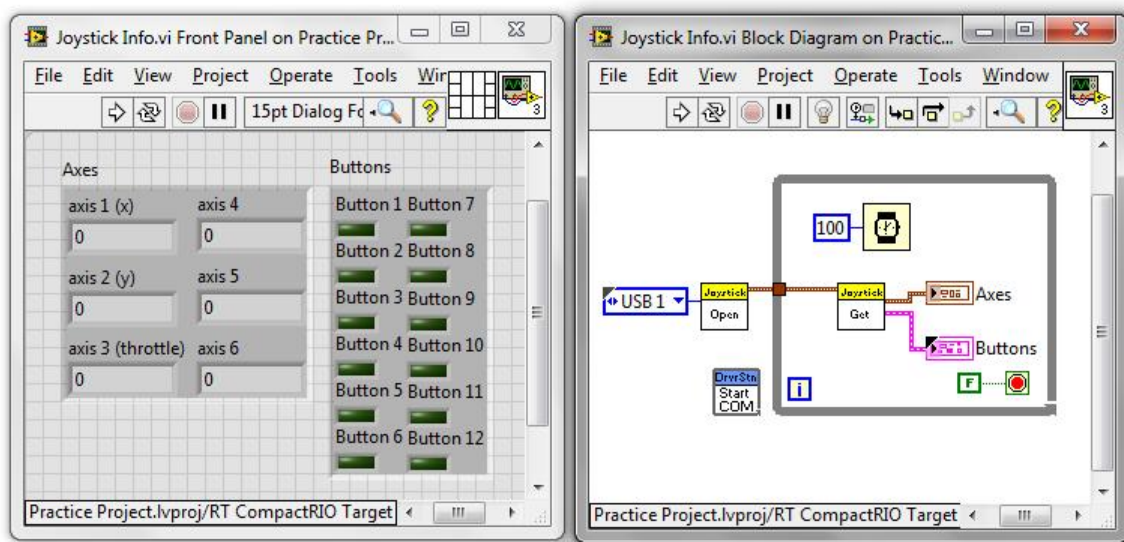 Joystick Info.vi Front Panel on Practice Pr...
File Edit View Project Operate Tools Wir
15pt Dialog Fo
3
Axes
Buttons
axis 1 (x) axis 4
0 0
axis 2 (y) axis 5
0 0
axis 3 (throttle) axis 6
0 0
Button 1 Button 7
Button 2 Button 8
Button 3 Button 9
Button 4 Button 10
Button 5 Button 11
Button 6 Button 12
Practice Project.lvproj/RT CompactRIO Target
Joystick Info.vi Block Diagram on Practic...
File Edit View Project Operate Tools Window
3
100
USB 1
Joystick
Open
Joystick
Get
Axes
Buttons
DrvrStn
Start
COM
i
F
Practice Project.lvproj/RT CompactRIO Target